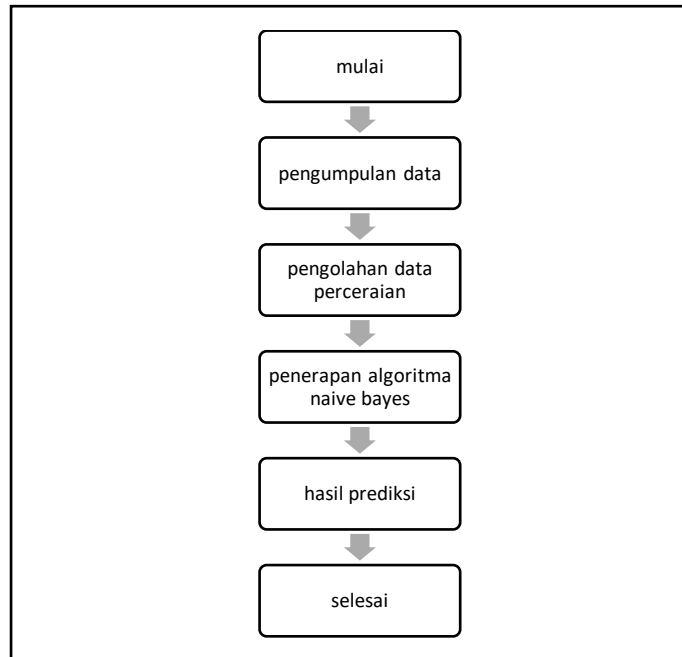 mulai
pengumpulan data
pengolahan data
perceraian
penerapan algoritma
naive bayes
hasil prediksi
selesai